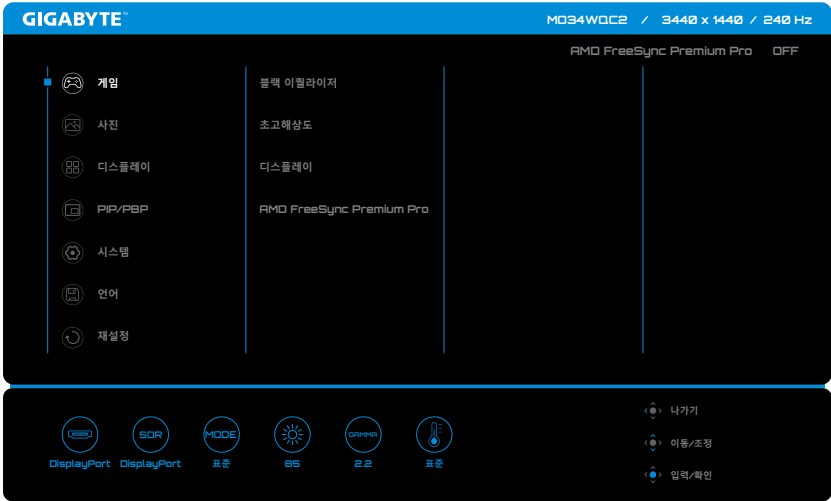 GIGABYTE™
MO34WQC2 / 3440 x 1440 / 240 Hz
AMD FreeSync Premium Pro OFF
게임
블랙 이퀄라이저
사진
초고해상도
디스플레이
디스플레이
PIP/PBP
AMD FreeSync Premium Pro
시스템
언어
재설정
나가기
SDR
MODE
GAMMA
이동/조정
DisplayPort
DisplayPort
표준
85
2.2
표준
입력/확인